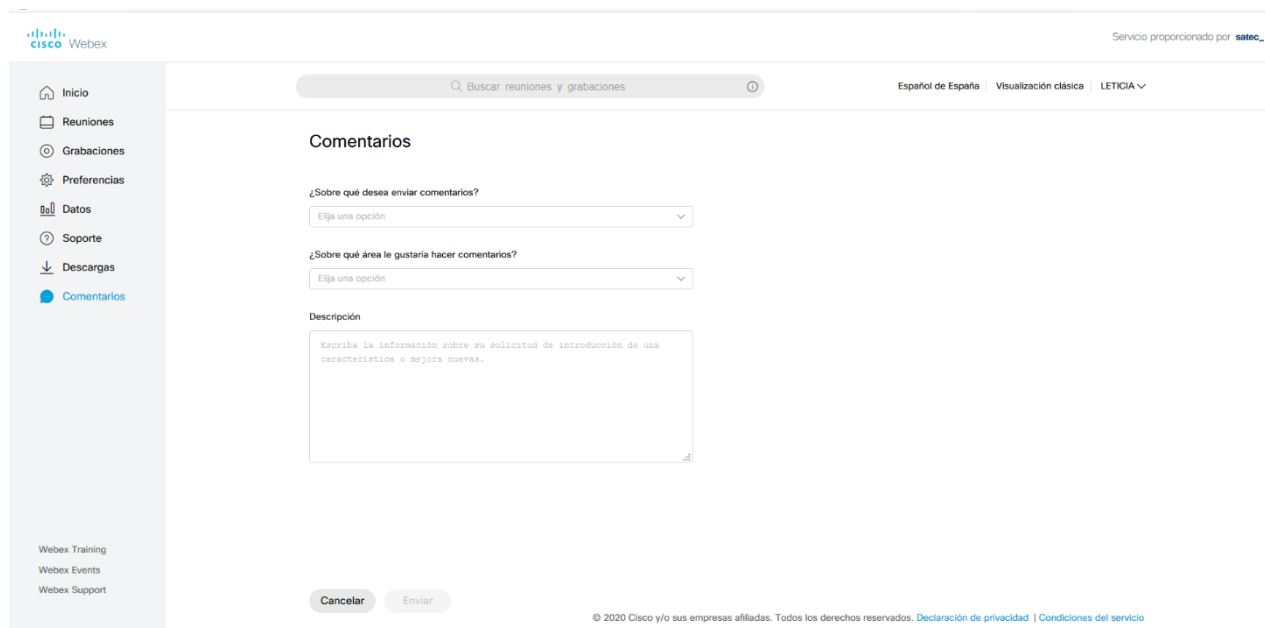 CISCO Webex
Servicio proporcionado por satec_
Inicio
Reuniones
Grabaciones
Preferencias
Datos
Soporte
Descargas
Comentarios
Webex Training
Webex Events
Webex Support
Buscar reuniones y grabaciones
Español de España
Visualización clásica
LETICIA
Comentarios
¿Sobre qué desea enviar comentarios?
Elija una opción
¿Sobre qué área le gustaría hacer comentarios?
Elija una opción
Descripción
Escriba la información sobre su solicitud de introducción de una
característica o mejora nuevas.
Cancelar
Enviar
© 2020 Cisco y/o sus empresas afiliadas. Todos los derechos reservados. Declaración de privacidad | Condiciones del servicio